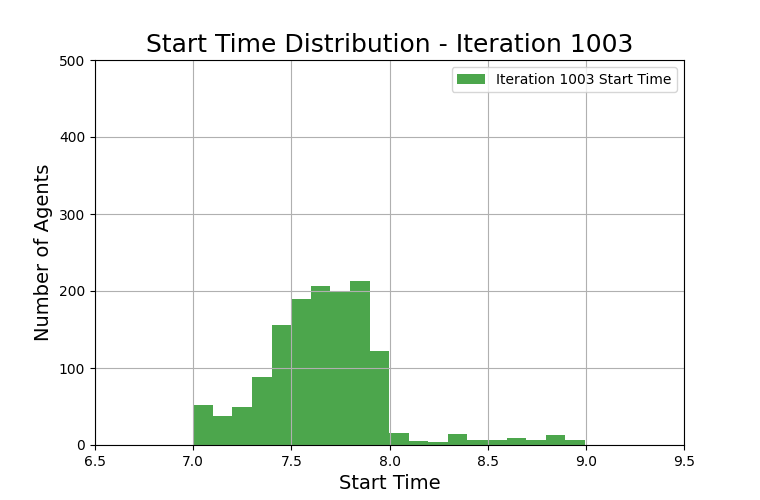 Start Time Distribution - Iteration 1003
Iteration 1003 Start Time
Number of Agents
500
400
300
200
100
0
6.5 7.0 7.5 8.0 8.5 9.0 9.5
Start Time